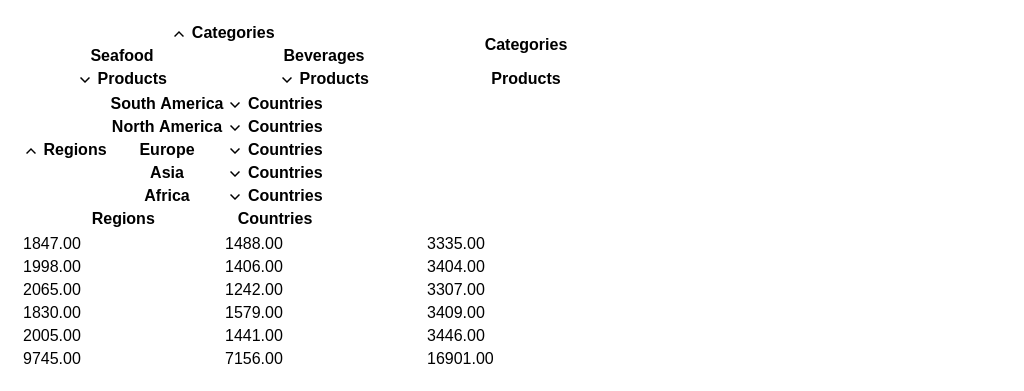 Categories
Categories
Seafood Beverages
Products Products Products
South America Countries
North America Countries
Regions Europe Countries
Asia Countries
Africa Countries
Regions Countries
1847.00 1488.00 3335.00
1998.00 1406.00 3404.00
2065.00 1242.00 3307.00
1830.00 1579.00 3409.00
2005.00 1441.00 3446.00
9745.00 7156.00 16901.00